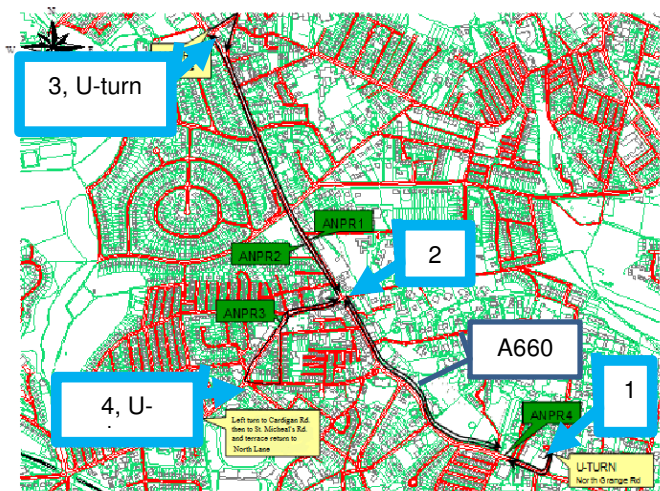 N
W
E
3, U-turn
ANPR1
ANPR2
2
ANPR3
A660
1
4, U-
ANPR4
Left turn to Cardigan Rd.
then to St. Micheal's Rd.
and terrace return to
North Lane
U-TURN
North Grange Rd